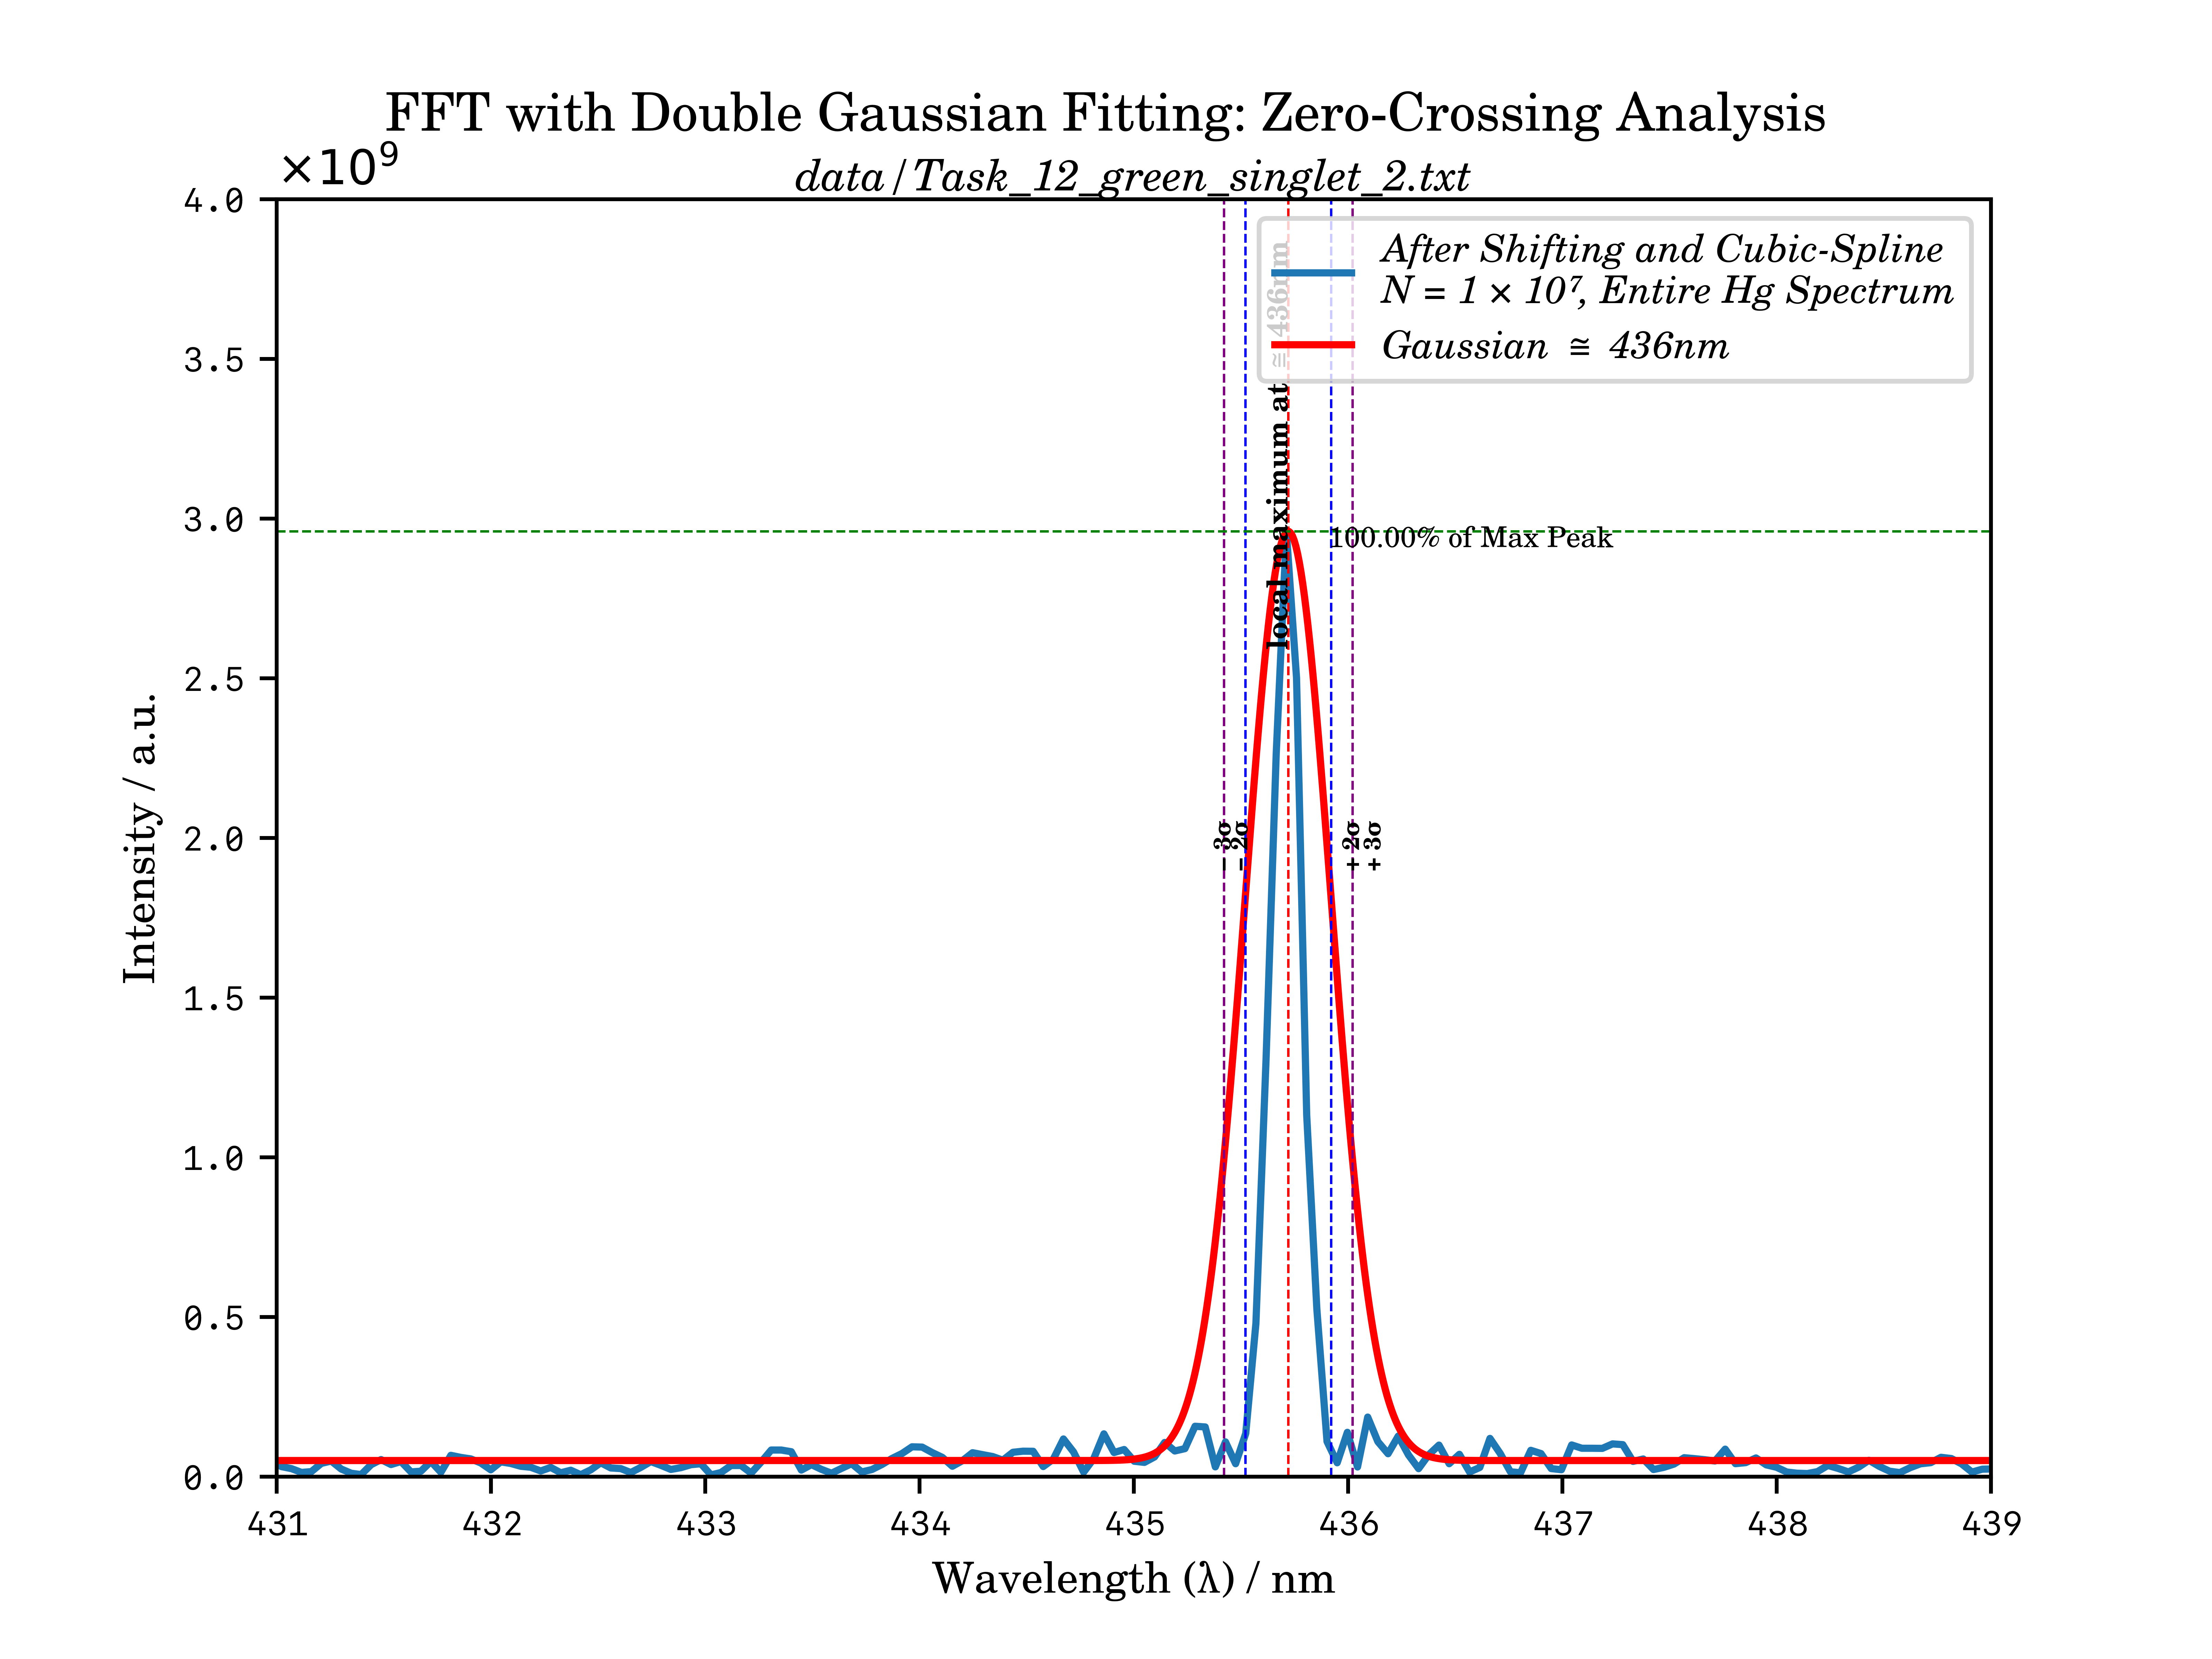 FFT with Double Gaussian Fitting: Zero-Crossing Analysis
data/Task_12_green_singlet_2.txt
×10⁹
After Shifting and Cubic-Spline
N = 1 × 10⁷, Entire Hg Spectrum
Gaussian ≅ 436nm
local maximum at ≅ 436nm
100.00% of Max Peak
− 3σ
− 2σ
+ 2σ
+ 3σ
Intensity / a.u.
4.0
3.5
3.0
2.5
2.0
1.5
1.0
0.5
0.0
431 432 433 434 435 436 437 438 439
Wavelength (λ) / nm